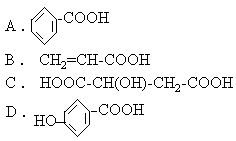 A. -COOH
B. CH₂=CH-COOH
C. HOOC-CH(OH)-CH₂-COOH
D. HO- -COOH